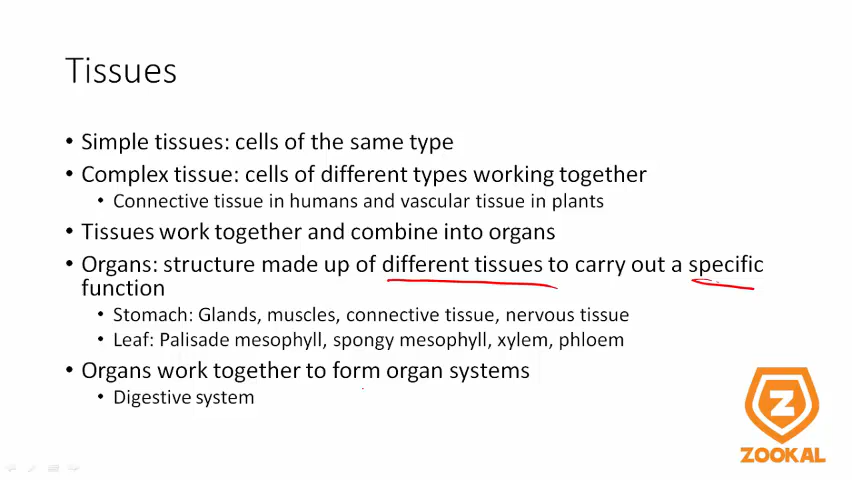 Tissues
• Simple tissues: cells of the same type
• Complex tissue: cells of different types working together
• Connective tissue in humans and vascular tissue in plants
• Tissues work together and combine into organs
• Organs: structure made up of different tissues to carry out a specific
function
• Stomach: Glands, muscles, connective tissue, nervous tissue
• Leaf: Palisade mesophyll, spongy mesophyll, xylem, phloem
• Organs work together to form organ systems
• Digestive system
Z
ZOOKAL